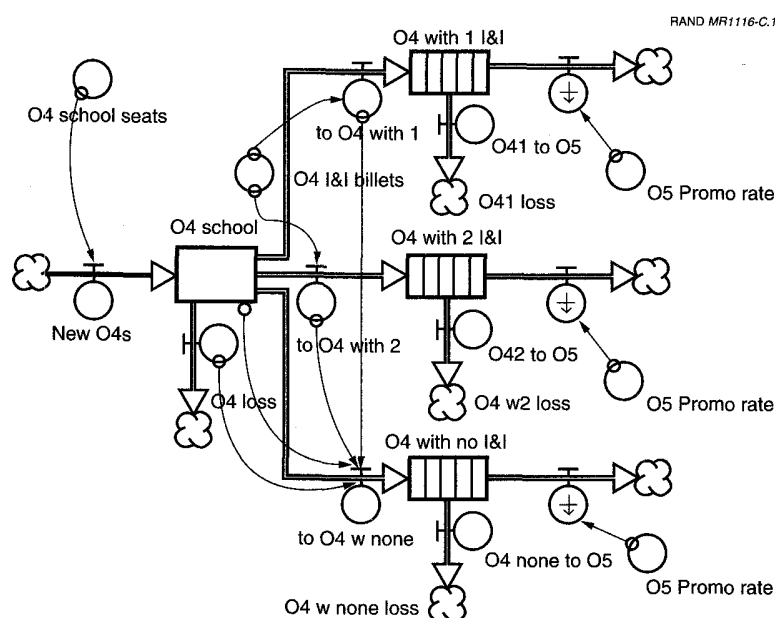 RAND MR1116-C.1
O4 with 1 I&I
O4 school seats
to O4 with 1
O41 to O5
O4 I&I billets
O5 Promo rate
O41 loss
O4 school
O4 with 2 I&I
New O4s
to O4 with 2
O42 to O5
O4 loss
O4 w2 loss
O5 Promo rate
O4 with no I&I
to O4 w none
O4 none to O5
O5 Promo rate
O4 w none loss